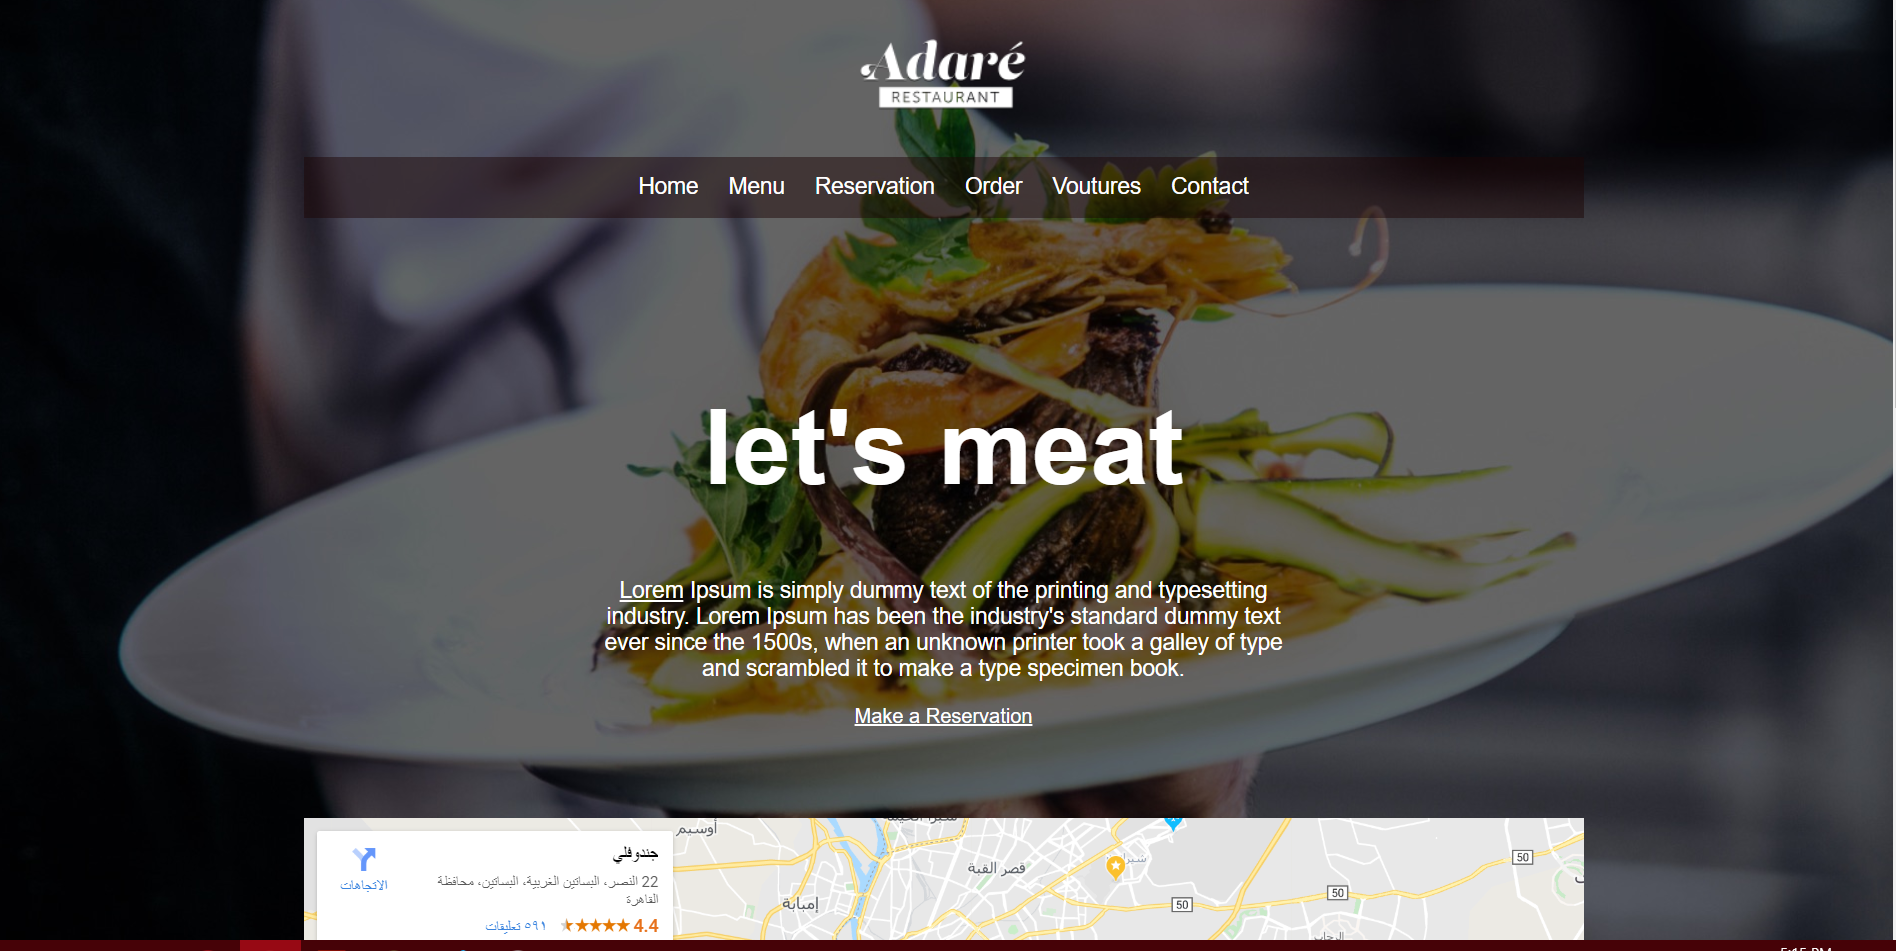 Adaré
RESTAURANT
Home Menu Reservation Order Voutures Contact
let's meat
Lorem Ipsum is simply dummy text of the printing and typesetting
industry. Lorem Ipsum has been the industry's standard dummy text
ever since the 1500s, when an unknown printer took a galley of type
and scrambled it to make a type specimen book.
Make a Reservation
أوسيم
جندوفلي
الاتجاهات
22 النصر، البساتين الغربية، البساتين، محافظة
القاهرة
4.4
٥٩١ تعليقات
قصر القبة
إمبابة
50
50
50